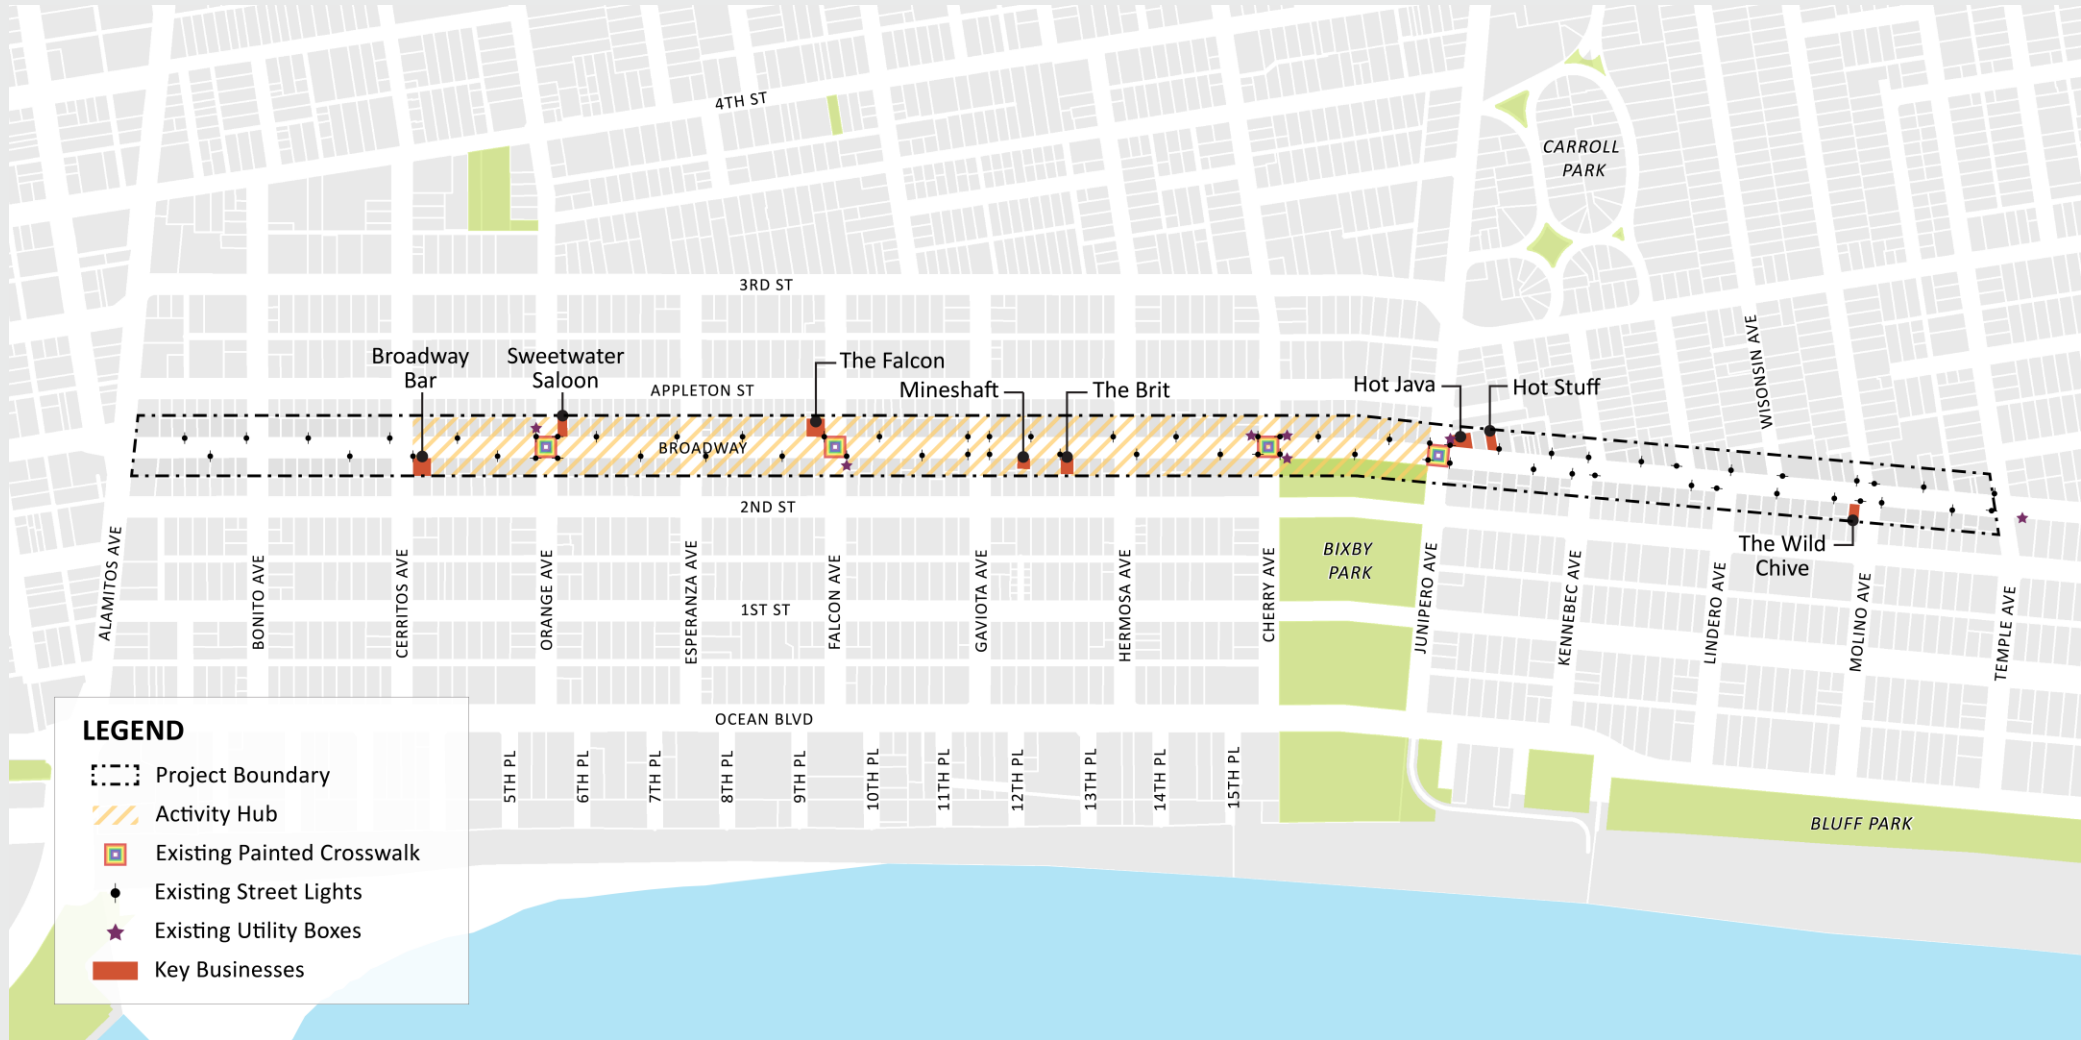 4TH ST
CARROLL
PARK
3RD ST
WISONSIN AVE
Broadway
Bar
Sweetwater
Saloon
The Falcon
APPLETON ST
Mineshaft
The Brit
Hot Java
Hot Stuff
BROADWAY
2ND ST
The Wild
Chive
BIXBY
PARK
ALAMITOS AVE
BONITO AVE
CERRITOS AVE
ORANGE AVE
ESPERANZA AVE
FALCON AVE
GAVIOTA AVE
HERMOSA AVE
CHERRY AVE
JUNIPERO AVE
KENNEBEC AVE
LINDERO AVE
MOLINO AVE
TEMPLE AVE
1ST ST
OCEAN BLVD
5TH PL
6TH PL
7TH PL
8TH PL
9TH PL
10TH PL
11TH PL
12TH PL
13TH PL
14TH PL
15TH PL
BLUFF PARK
LEGEND
Project Boundary
Activity Hub
Existing Painted Crosswalk
Existing Street Lights
Existing Utility Boxes
Key Businesses